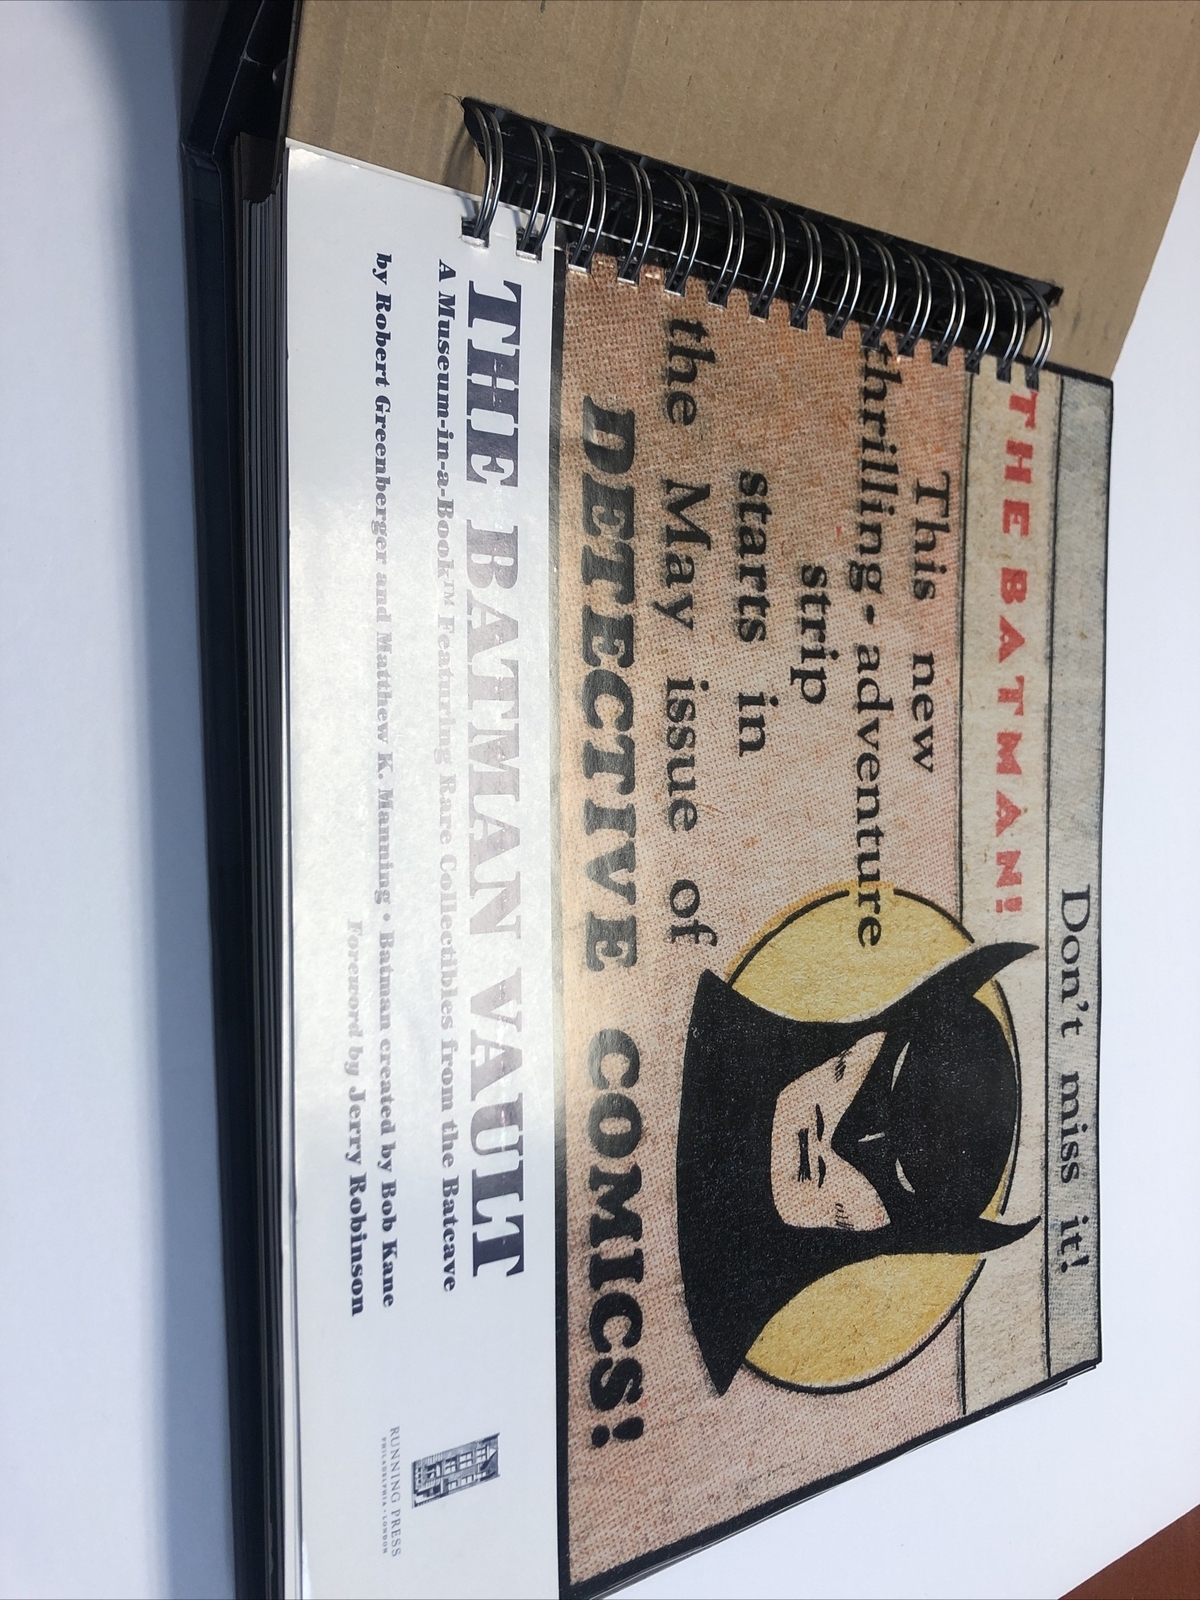 Don't miss it!
THE BATMAN!
This new
thrilling - adventure
strip
starts in
the May issue of
DETECTIVE COMICS!
THE BATMAN VAULT
A Museum-in-a-Book™ Featuring Rare Collectibles from the Batcave
by Robert Greenberger and Matthew K. Manning • Batman created by Bob Kane
Foreword by Jerry Robinson
RUNNING PRESS
PHILADELPHIA • LONDON